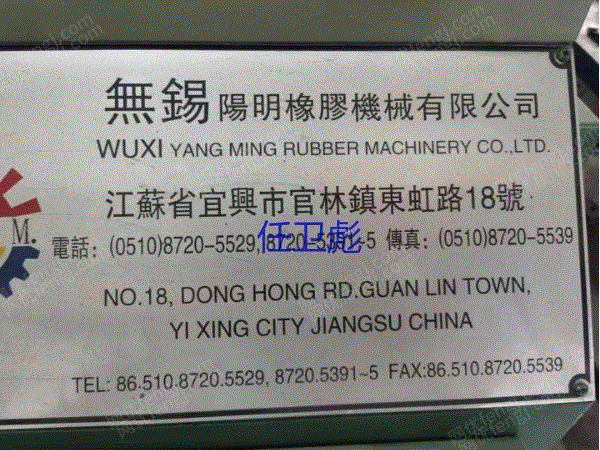 無錫陽明橡膠機械有限公司
WUXI YANG MING RUBBER MACHINERY CO.,LTD.
江蘇省宜興市官林鎮東虹路18號
M.
電話: (0510)8720-5529, 8720-5391~5 傳真: (0510)8720-5539
任卫彪
NO.18, DONG HONG RD.GUAN LIN TOWN,
YI XING CITY JIANGSU CHINA
TEL: 86.510.8720.5529, 8720.5391~5 FAX:86.510.8720.5539